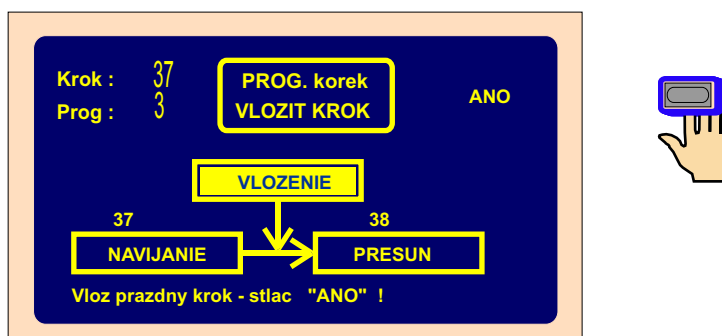 Krok : 37
Prog : 3
PROG. korek
VLOZIT KROK
ANO
VLOZENIE
37
38
NAVIJANIE
PRESUN
Vloz prazdny krok - stlac "ANO" !